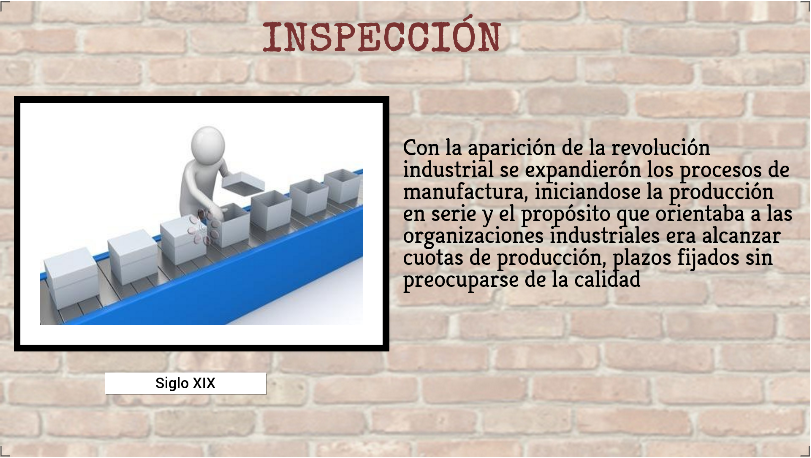 INSPECCIÓN
Con la aparición de la revolución
industrial se expandierón los procesos de
manufactura, iniciandose la producción
en serie y el propósito que orientaba a las
organizaciones industriales era alcanzar
cuotas de producción, plazos fijados sin
preocuparse de la calidad
Siglo XIX